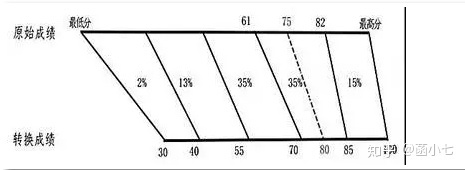 最低分 61 75 82 最高分
原始成绩
2% 13% 35% 35% 15%
转换成绩
30 40 55 70 80 85
知乎 @菡小七